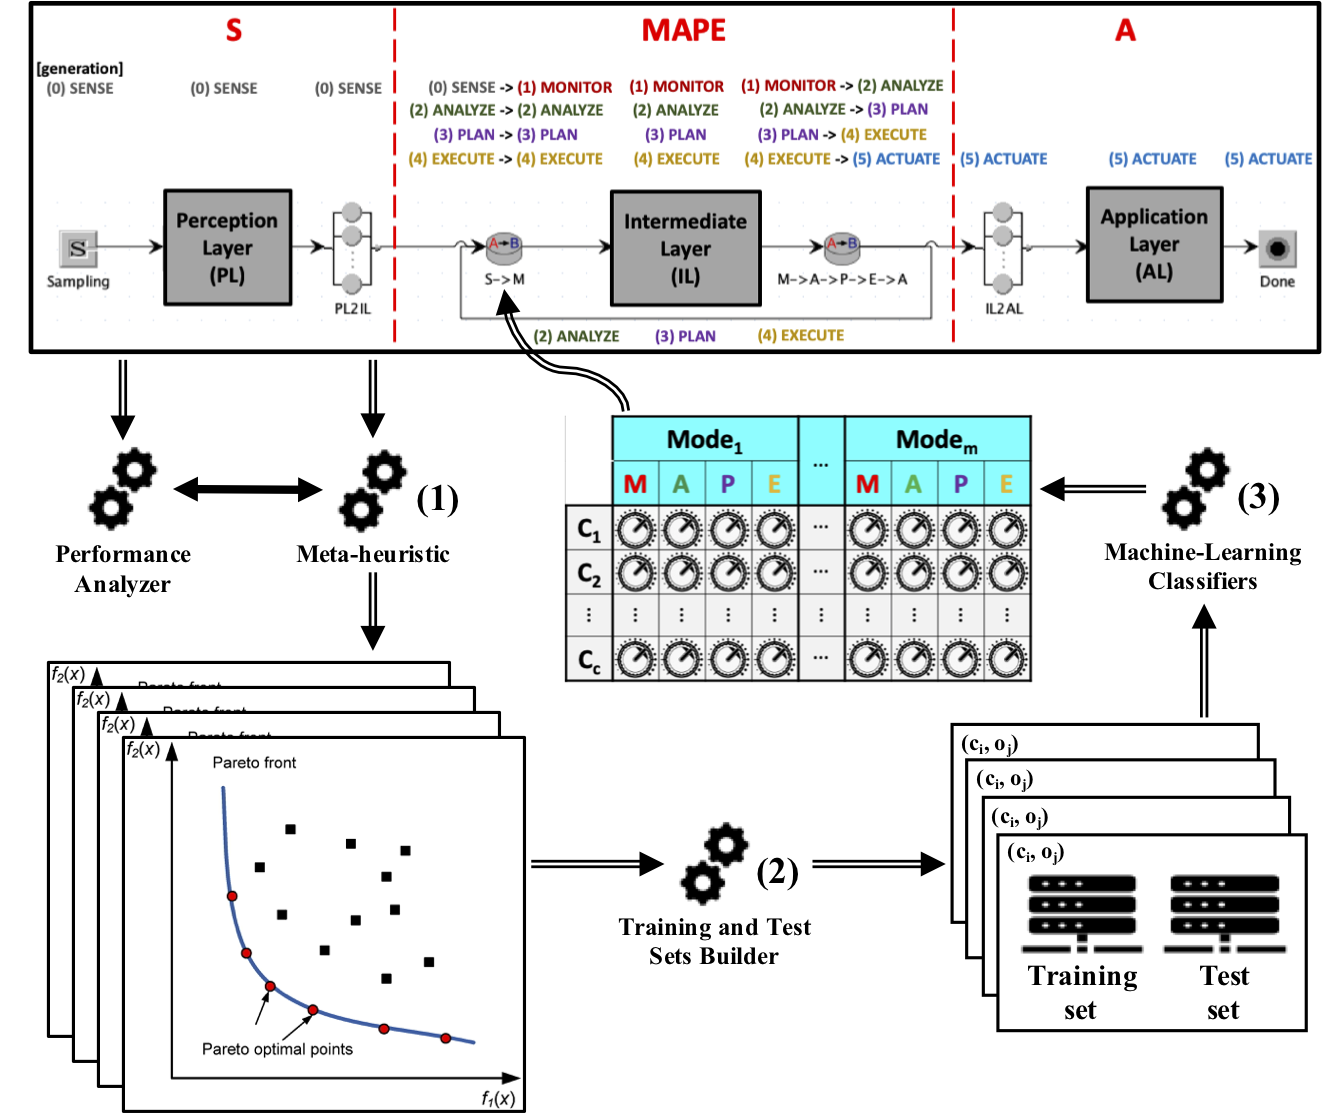 S MAPE A
[generation]
(0) SENSE (0) SENSE (0) SENSE (0) SENSE -> (1) MONITOR (1) MONITOR (1) MONITOR -> (2) ANALYZE
(2) ANALYZE -> (2) ANALYZE (2) ANALYZE (2) ANALYZE -> (3) PLAN
(3) PLAN -> (3) PLAN (3) PLAN (3) PLAN -> (4) EXECUTE
(4) EXECUTE -> (4) EXECUTE (4) EXECUTE (4) EXECUTE -> (5) ACTUATE (5) ACTUATE (5) ACTUATE (5) ACTUATE
S
Sampling
Perception
Layer
(PL)
PL2IL
A→B
S->M
Intermediate
Layer
(IL)
A→B
M->A->P->E->A
IL2AL
Application
Layer
(AL)
Done
(2) ANALYZE (3) PLAN (4) EXECUTE
Performance
Analyzer
(1)
Meta-heuristic
Mode1 ... Modem
M A P E M A P E
C1 ...
C2 ...
⋮ ⋮ ⋮ ⋮ ⋮ ⋮ ⋮ ⋮ ⋮
Cc ...
(3)
Machine-Learning
Classifiers
f2(x) Pareto front
f2(x) Pareto front
f2(x) Pareto front
f2(x)
Pareto front
Pareto optimal points
f1(x)
(2)
Training and Test
Sets Builder
(ci, oj)
(ci, oj)
(ci, oj)
(ci, oj)
Training
set
Test
set